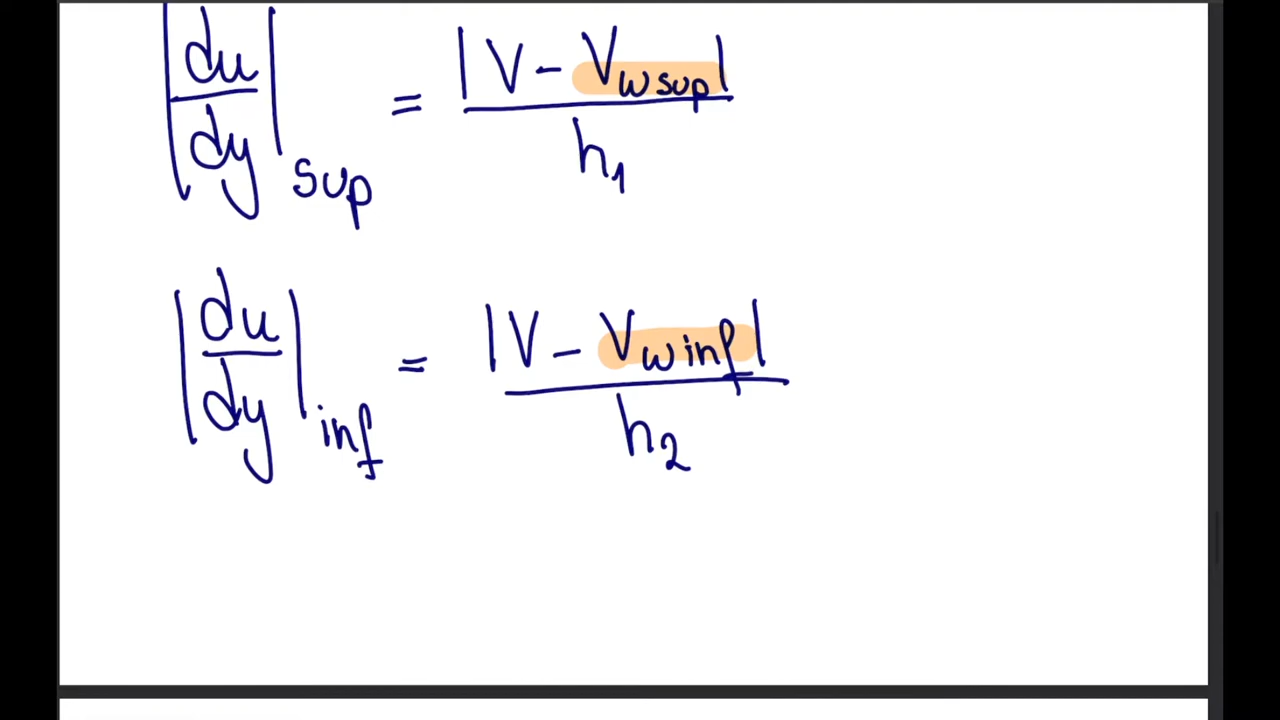 |du/dy|sup = |V - Vw sup| / h1
|du/dy|inf = |V - Vw inf| / h2